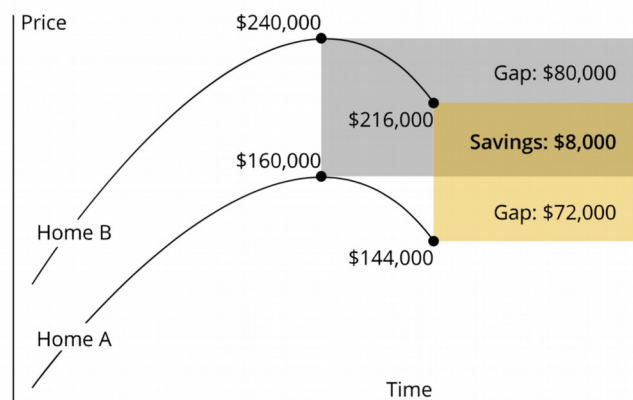 Price
$240,000
Gap: $80,000
$216,000
Savings: $8,000
$160,000
Gap: $72,000
Home B
$144,000
Home A
Time